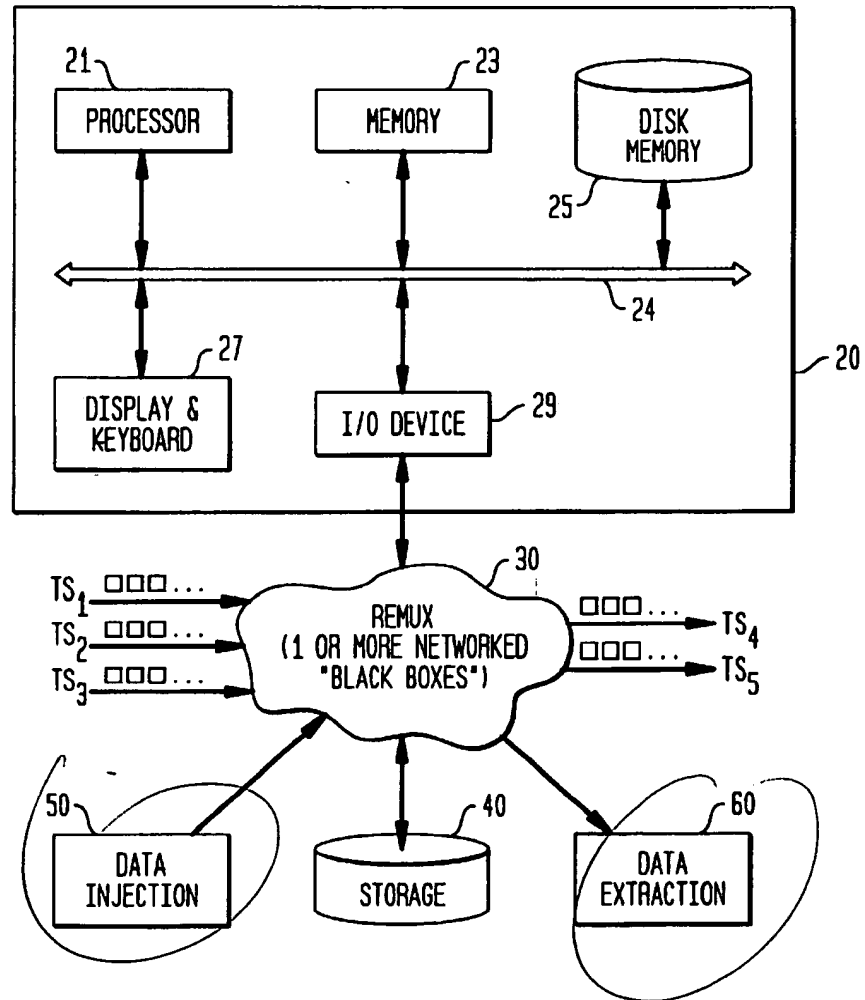 21
PROCESSOR
23
MEMORY
DISK
MEMORY
25
24
27
DISPLAY &
KEYBOARD
I/O DEVICE
29
20
30
TS1 □□□...
TS2 □□□...
TS3 □□□...
REMUX
(1 OR MORE NETWORKED
"BLACK BOXES")
□□□... TS4
□□□... TS5
50
DATA
INJECTION
40
STORAGE
60
DATA
EXTRACTION